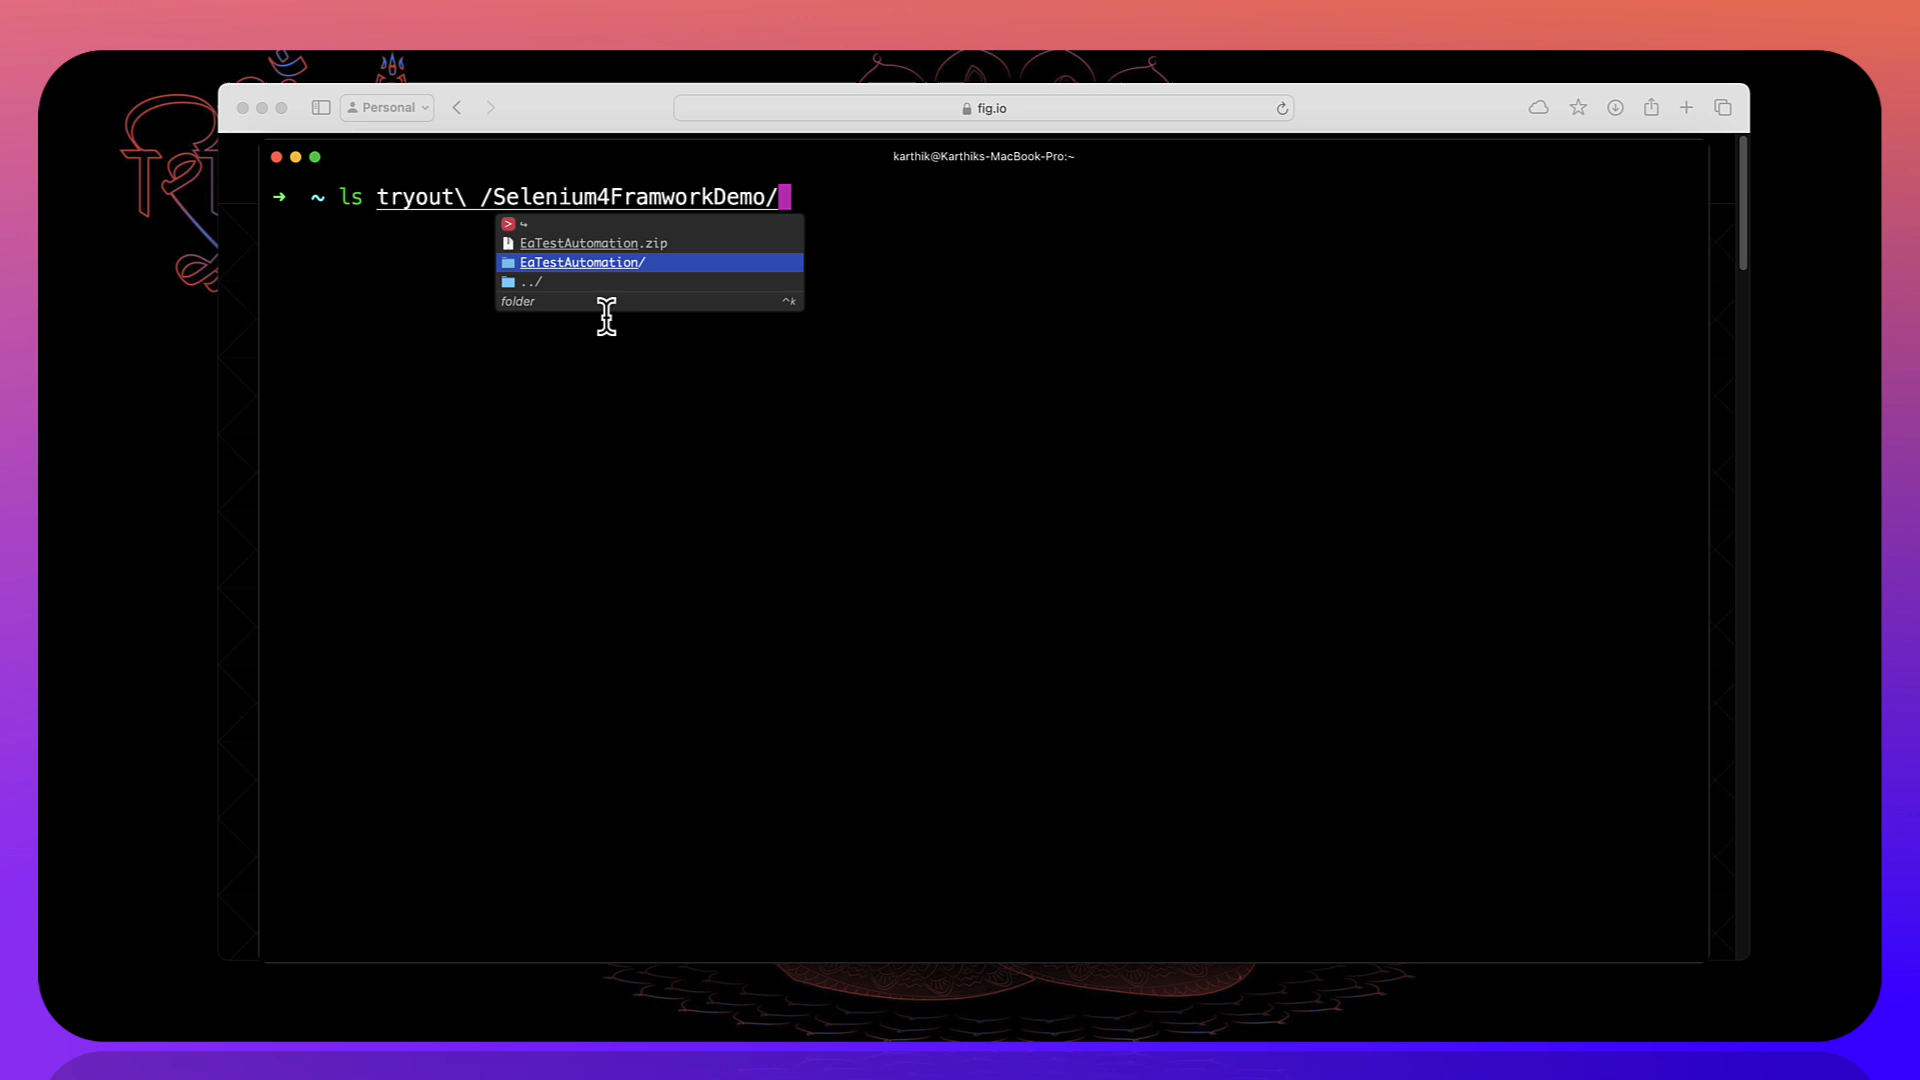 Personal
fig.io
karthik@Karthiks-MacBook-Pro:~
➜ ~ ls tryout\ /Selenium4FramworkDemo/
> ↪
EaTestAutomation.zip
EaTestAutomation/
../
folder ^k